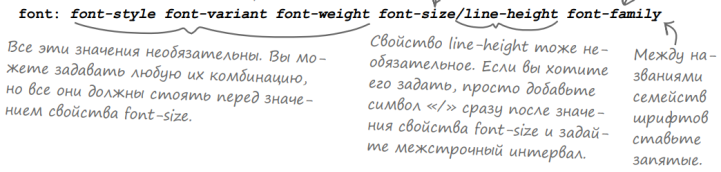 font: font-style font-variant font-weight font-size/line-height font-family
Все эти значения необязательны. Вы мо-
жете задавать любую их комбинацию,
но все они должны стоять перед значе-
нием свойства font-size.
Свойство line-height тоже не-
обязательное. Если вы хотите
его задать, просто добавьте
символ «/» сразу после значе-
ния свойства font-size и задай-
те межстрочный интервал.
Между на-
званиями
семейств
шрифтов
ставьте
запятые.